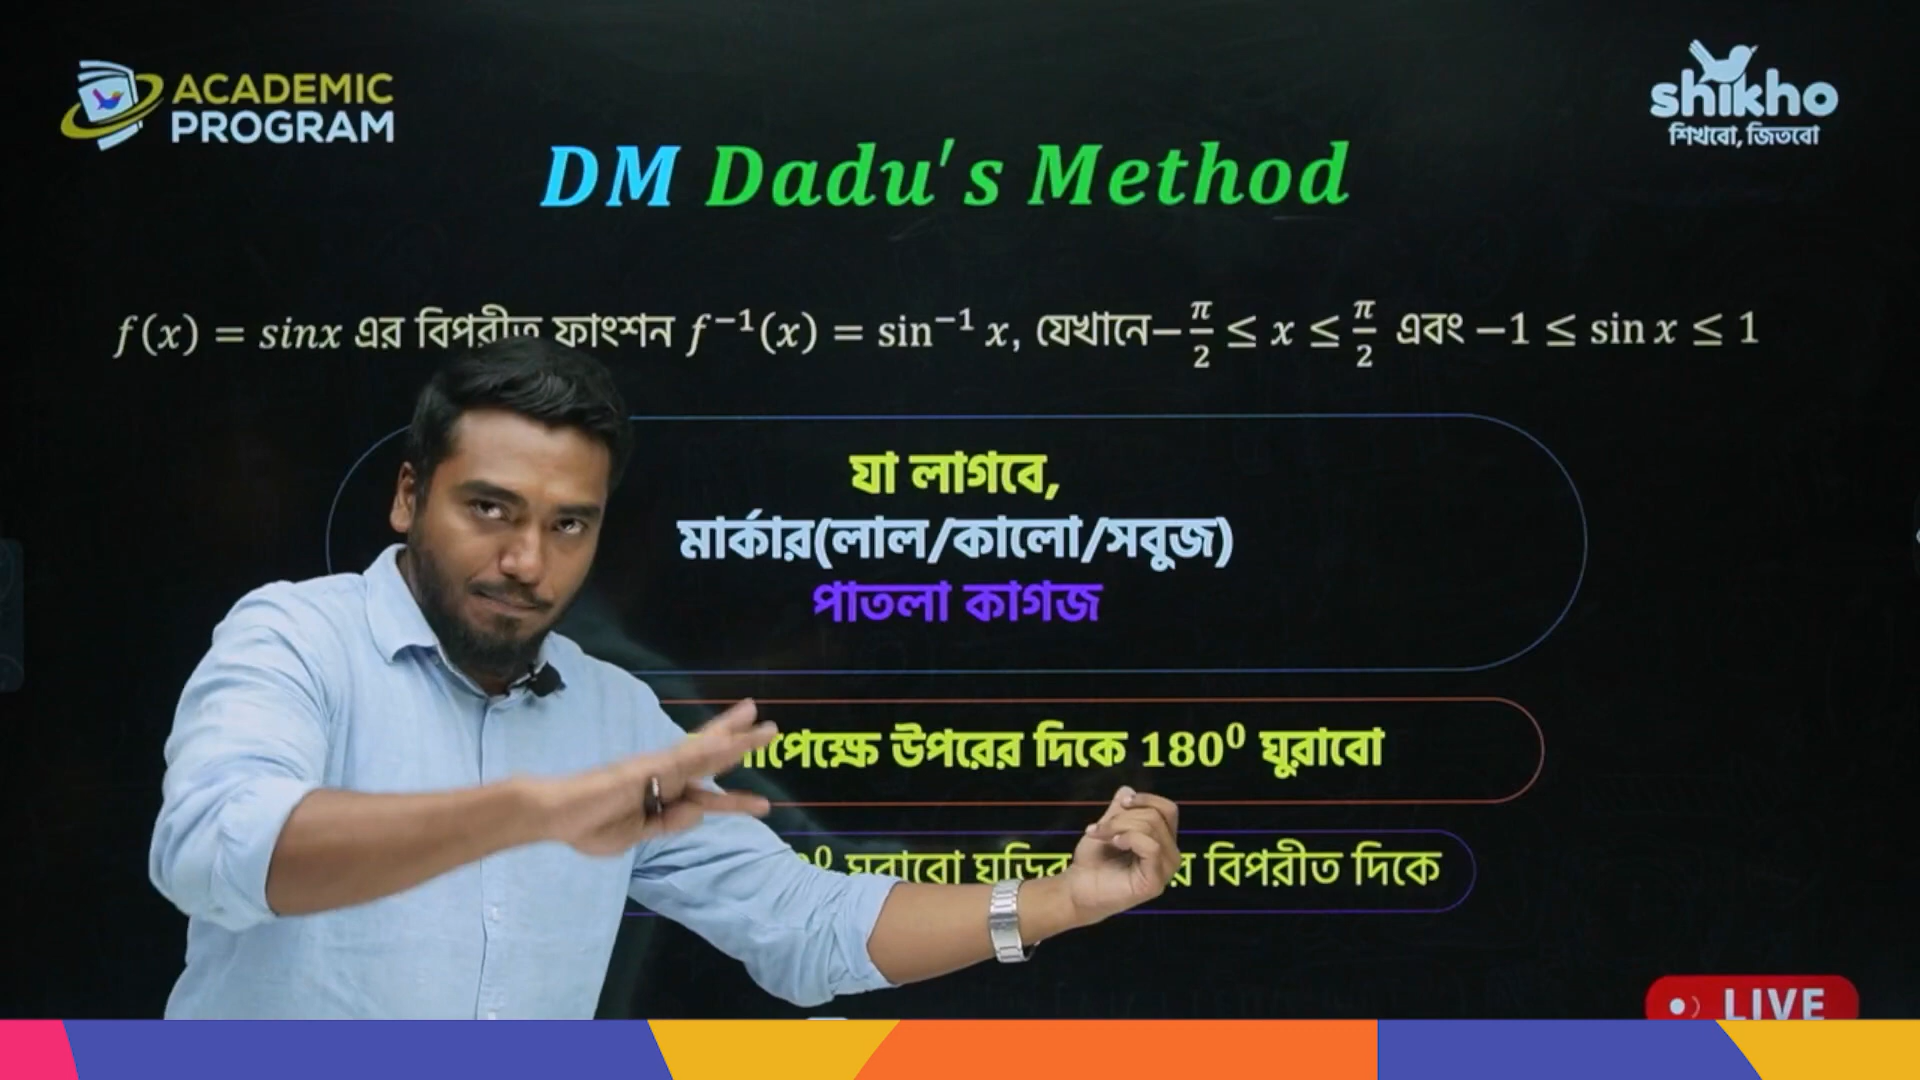 ACADEMIC
PROGRAM
shikho
শিখবো, জিতবো
DM Dadu's Method
f(x) = sinx এর বিপরীত ফাংশন f⁻¹(x) = sin⁻¹ x, যেখানে −π/2 ≤ x ≤ π/2 এবং −1 ≤ sin x ≤ 1
যা লাগবে,
মার্কার(লাল/কালো/সবুজ)
পাতলা কাগজ
উপরের দিকে 180⁰ ঘুরাবো
ঘুরাবো বিপরীত দিকে
LIVE